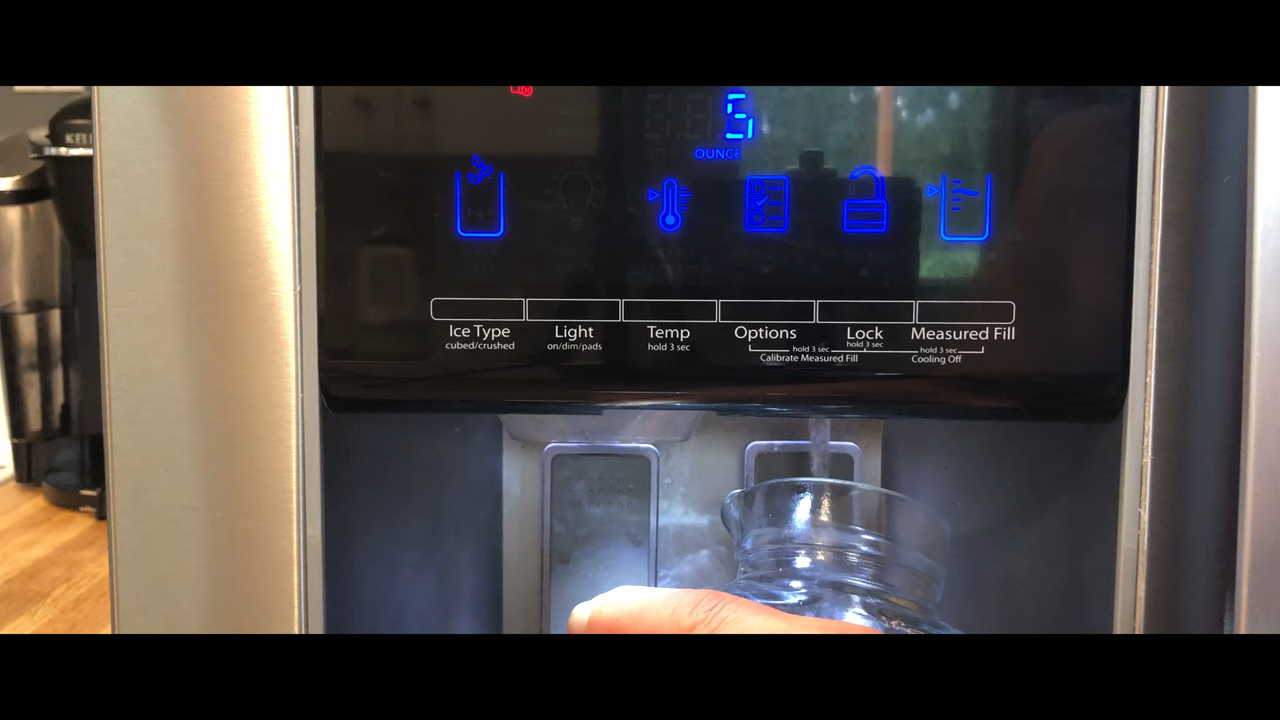 KEU
5
OUNCE
Ice Type
cubed/crushed
Light
on/dim/pads
Temp
hold 3 sec
Options
Lock
hold 3 sec
Measured Fill
hold 3 sec
Calibrate Measured Fill
hold 3 sec
Cooling Off